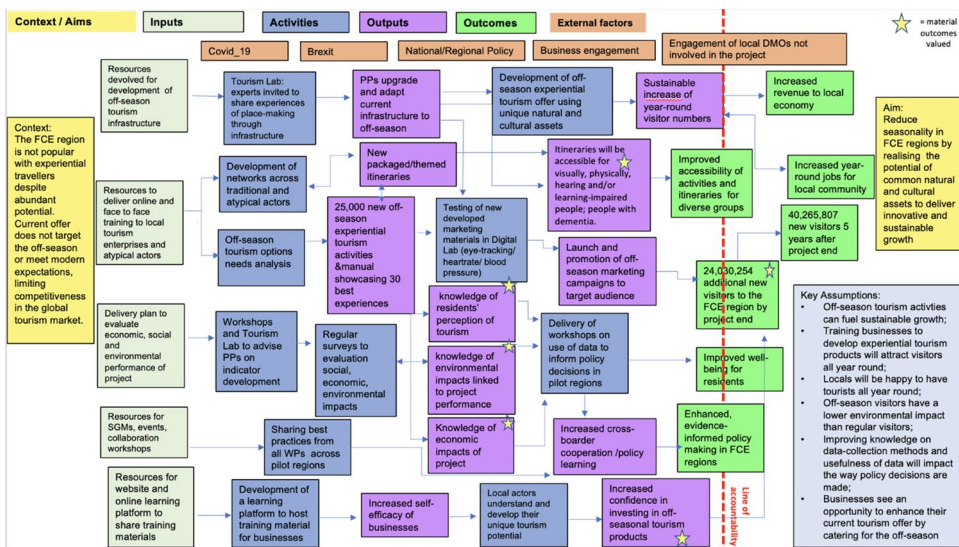 Context / Aims
Inputs
Activities
Outputs
Outcomes
External factors
= material
outcomes
valued
Covid_19
Brexit
National/Regional Policy
Business engagement
Engagement of local DMOs not
involved in the project
Resources
devolved for
development of
off-season
tourism
infrastructure
Tourism Lab:
experts invited to
share experiences
of place-making
through
infrastructure
PPs upgrade
and adapt
current
infrastructure to
off-season
Development of off-
season experiential
tourism offer using
unique natural and
cultural assets
Sustainable
increase of
year-round
visitor numbers
Increased
revenue to local
economy
Context:
The FCE region
is not popular with
experiential
travellers
despite
abundant
potential.
Current offer
does not target
the off-season
or meet modern
expectations,
limiting
competitiveness
in the global
tourism market.
Aim:
Reduce
seasonality in
FCE regions by
realising the
potential of
common natural
and cultural
assets to deliver
innovative and
sustainable
growth
Resources to
deliver online and
face to face
training to local
tourism
enterprises and
atypical actors
Development of
networks across
traditional and
atypical actors
New
packaged/themed
itineraries
Itineraries will be
accessible for
visually, physically,
hearing and/or
learning-impaired
people; people with
dementia.
Improved
accessibility of
activities and
itineraries for
diverse groups
Increased year-
round jobs for
local community
Off-season
tourism options
needs analysis
25,000 new off-
season
experiential
tourism
activities
&manual
showcasing 30
best
experiences
Testing of new
developed
marketing
materials in Digital
Lab (eye-tracking/
heartrate/ blood
pressure)
Launch and
promotion of off-
season marketing
campaigns to
target audience
40,265,807
new visitors 5
years after
project end
24,030,254
additional new
visitors to the
FCE region by
project end
Delivery plan to
evaluate
economic, social
and
environmental
performance of
project
Workshops and
Tourism Lab to
advise PPs on
indicator
development
Regular
surveys to
evaluation
social,
economic,
environmental
impacts
knowledge of
residents'
perception of
tourism
knowledge of
environmental
impacts linked
to project
performance
Knowledge of
economic
impacts of
project
Delivery of
workshops on
use of data to
inform policy
decisions in
pilot regions
Improved well-
being for
residents
Resources for
SGMs, events,
collaboration
workshops
Sharing best
practices from
all WPs across
pilot regions
Increased cross-
boarder
cooperation /policy
learning
Enhanced,
evidence-
informed policy
making in FCE
regions
Resources for
website and
online learning
platform to
share training
materials
Development of
a learning
platform to host
training material
for businesses
Increased self-
efficacy of
businesses
Local actors
understand and
develop their
unique tourism
potential
Increased
confidence in
investing in off-
seasonal tourism
products
Line of
accountability
Key Assumptions:
• Off-season tourism activties
can fuel sustainable growth;
• Training businesses to
develop experiential tourism
products will attract visitors
all year round;
• Locals will be happy to have
tourists all year round;
• Off-season visitors have a
lower environmental impact
than regular visitors;
• Improving knowledge on
data-collection methods and
usefulness of data will impact
the way policy decisions are
made;
• Businesses see an
opportunity to enhance their
current tourism offer by
catering for the off-season